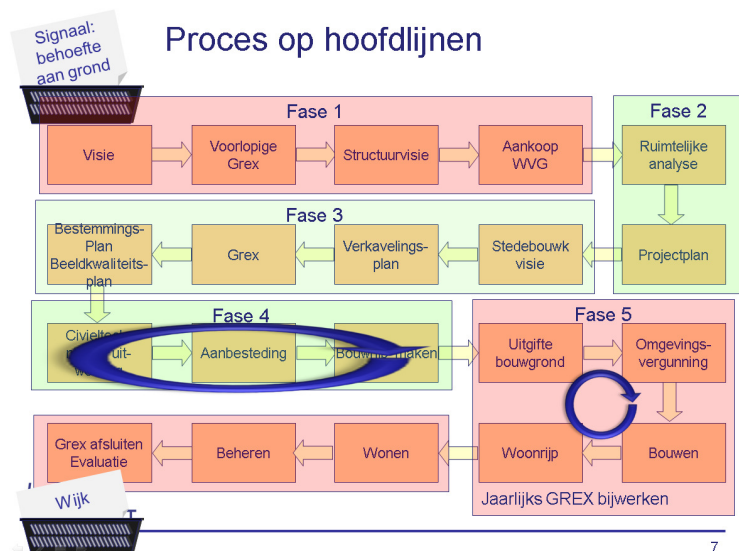 Signaal:
behoefte
aan grond
Proces op hoofdlijnen
Fase 1
Visie
Voorlopige
Grex
Structuurvisie
Aankoop
WVG
Fase 2
Ruimtelijke
analyse
Projectplan
Fase 3
Stedebouwk
visie
Verkavelings-
plan
Grex
Bestemmings-
Plan
Beeldkwaliteits-
plan
Fase 4
Aanbesteding
Fase 5
Uitgifte
bouwgrond
Omgevings-
vergunning
Bouwen
Woonrijp
Jaarlijks GREX bijwerken
Wonen
Beheren
Grex afsluiten
Evaluatie
Wijk
7